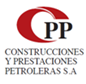 CPP
CONSTRUCCIONES
Y PRESTACIONES
PETROLERAS S.A